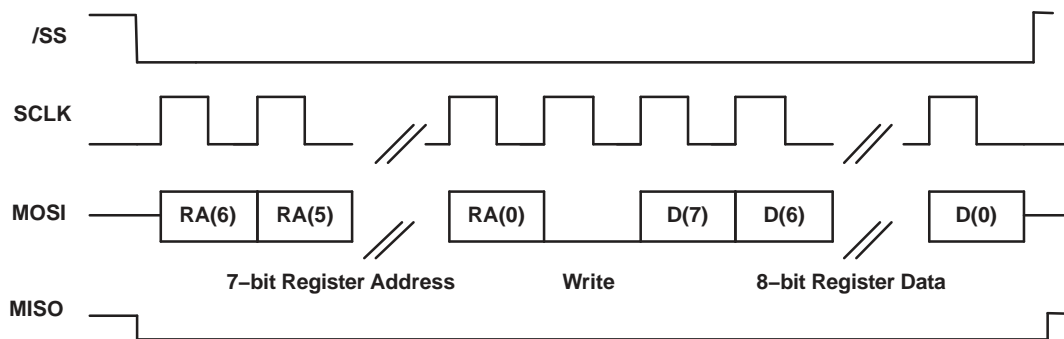 /SS
SCLK
MOSI RA(6) RA(5) RA(0) D(7) D(6) D(0)
7–bit Register Address Write 8–bit Register Data
MISO